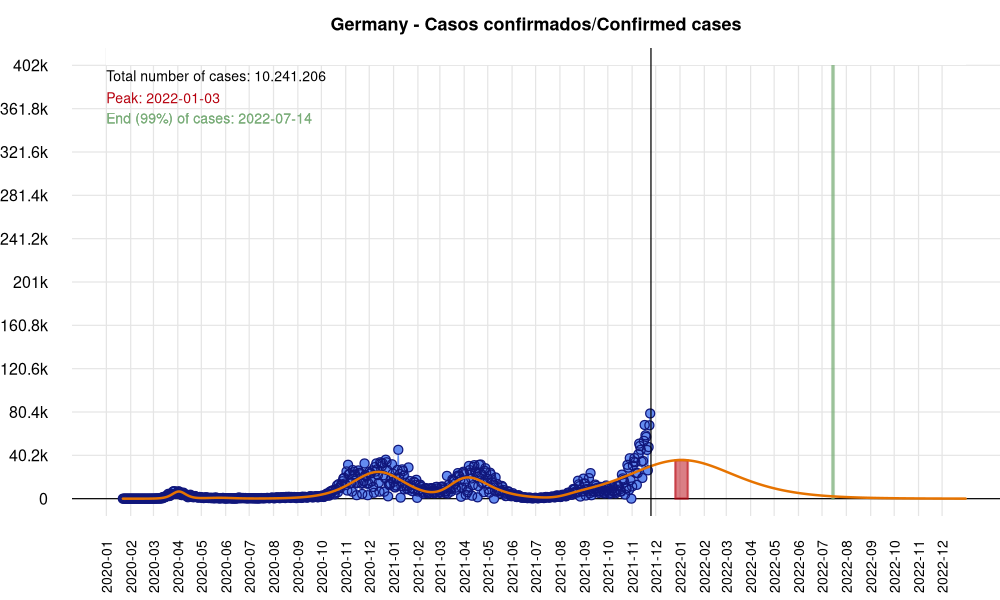 Germany - Casos confirmados/Confirmed cases
Total number of cases: 10.241.206
Peak: 2022-01-03
End (99%) of cases: 2022-07-14
402k
361.8k
321.6k
281.4k
241.2k
201k
160.8k
120.6k
80.4k
40.2k
0
2020-01
2020-02
2020-03
2020-04
2020-05
2020-06
2020-07
2020-08
2020-09
2020-10
2020-11
2020-12
2021-01
2021-02
2021-03
2021-04
2021-05
2021-06
2021-07
2021-08
2021-09
2021-10
2021-11
2021-12
2022-01
2022-02
2022-03
2022-04
2022-05
2022-06
2022-07
2022-08
2022-09
2022-10
2022-11
2022-12